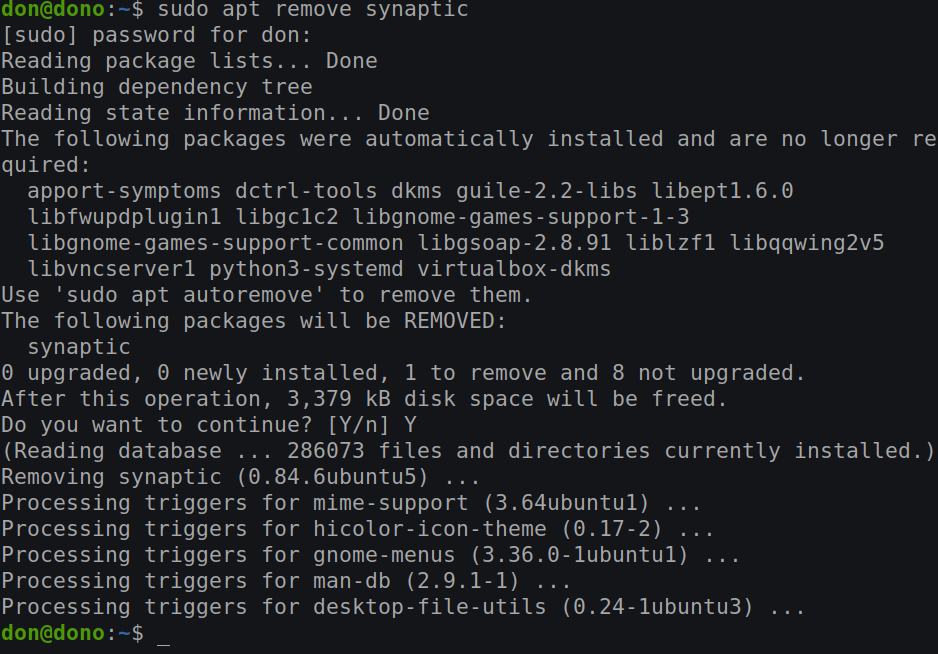 don@dono:~$ sudo apt remove synaptic
[sudo] password for don:
Reading package lists... Done
Building dependency tree
Reading state information... Done
The following packages were automatically installed and are no longer re
quired:
  apport-symptoms dctrl-tools dkms guile-2.2-libs libept1.6.0
  libfwupdplugin1 libgc1c2 libgnome-games-support-1-3
  libgnome-games-support-common libgsoap-2.8.91 liblzf1 libqqwing2v5
  libvncserver1 python3-systemd virtualbox-dkms
Use 'sudo apt autoremove' to remove them.
The following packages will be REMOVED:
  synaptic
0 upgraded, 0 newly installed, 1 to remove and 8 not upgraded.
After this operation, 3,379 kB disk space will be freed.
Do you want to continue? [Y/n] Y
(Reading database ... 286073 files and directories currently installed.)
Removing synaptic (0.84.6ubuntu5) ...
Processing triggers for mime-support (3.64ubuntu1) ...
Processing triggers for hicolor-icon-theme (0.17-2) ...
Processing triggers for gnome-menus (3.36.0-1ubuntu1) ...
Processing triggers for man-db (2.9.1-1) ...
Processing triggers for desktop-file-utils (0.24-1ubuntu3) ...
don@dono:~$ _